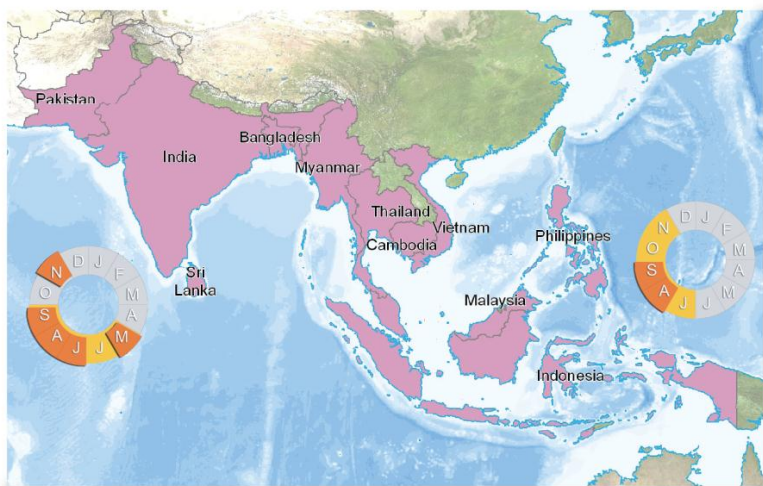 Pakistan
India
Bangladesh
Myanmar
Thailand
Vietnam
Cambodia
Philippines
Sri
Lanka
Malaysia
Indonesia
D
J
F
M
A
M
J
J
A
S
O
N
D
J
F
M
A
M
J
J
A
S
O
N